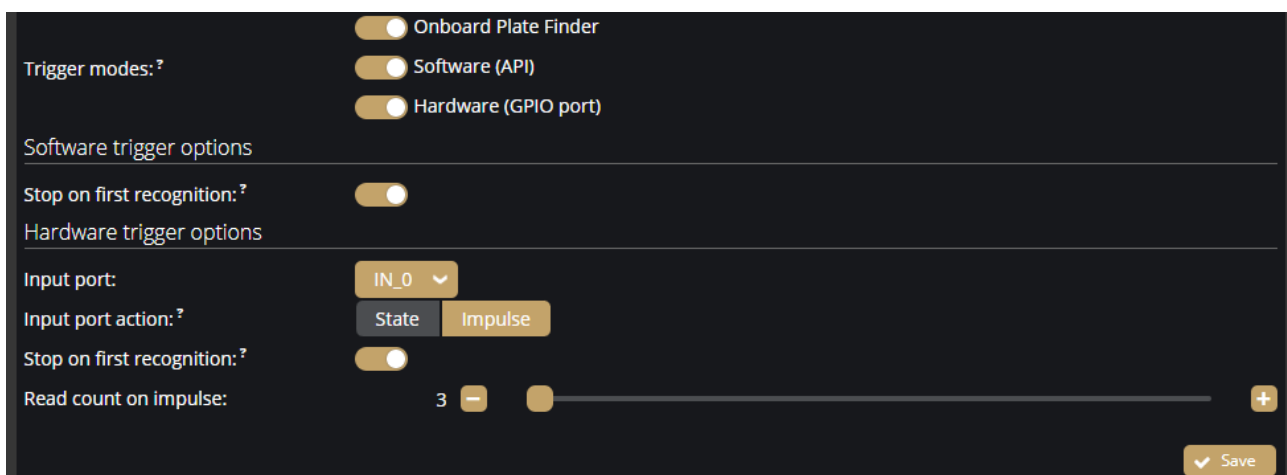 Onboard Plate Finder
Trigger modes:? Software (API)
Hardware (GPIO port)
Software trigger options
Stop on first recognition:?
Hardware trigger options
Input port: IN_0
Input port action:? State Impulse
Stop on first recognition:?
Read count on impulse: 3
Save